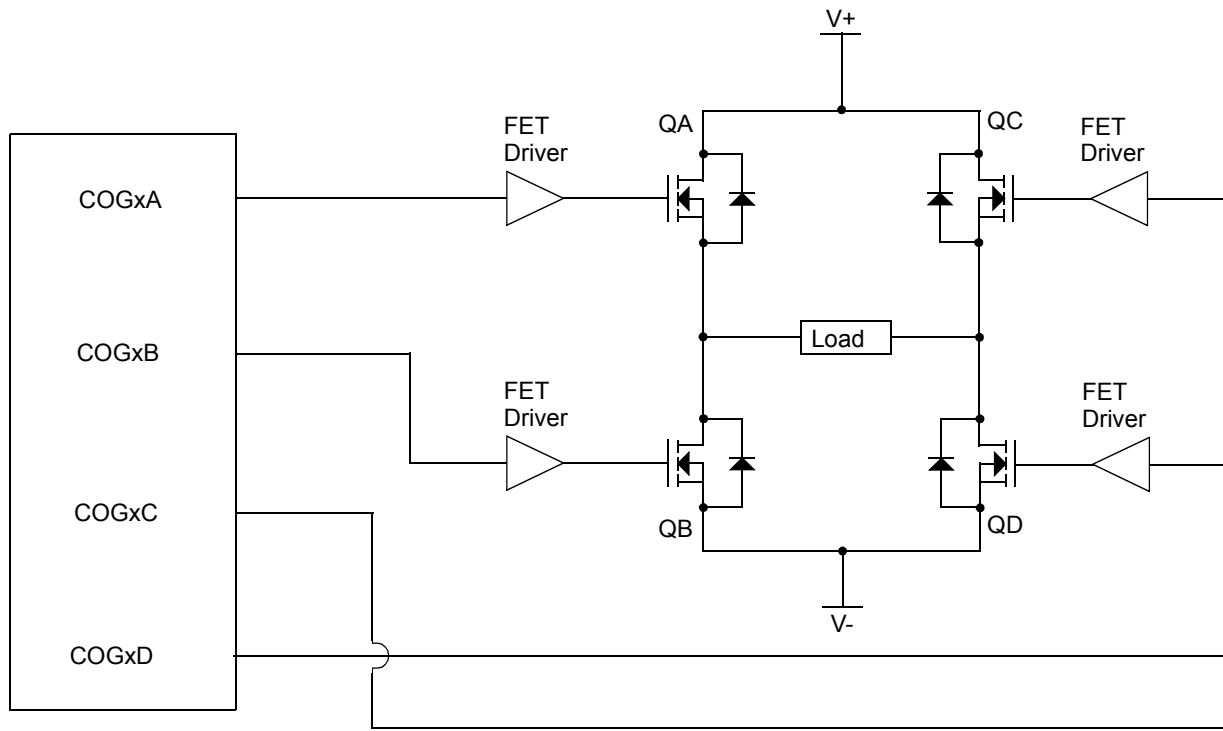 V+
QA
QC
FET
Driver
FET
Driver
COGxA
COGxB
Load
FET
Driver
FET
Driver
COGxC
QB
QD
V-
COGxD